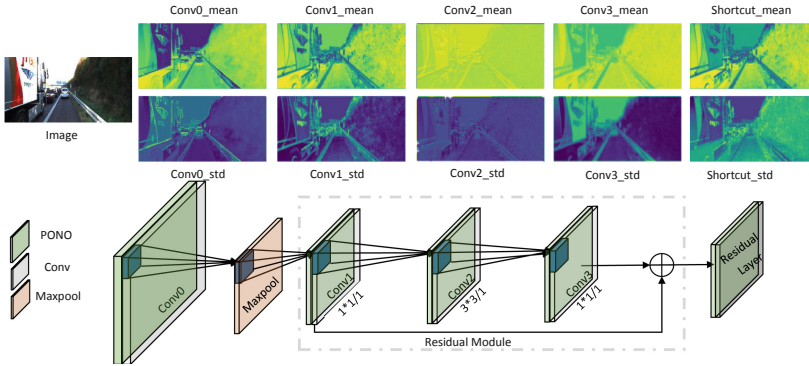 Conv0_mean
Conv1_mean
Conv2_mean
Conv3_mean
Shortcut_mean
Image
Conv0_std
Conv1_std
Conv2_std
Conv3_std
Shortcut_std
PONO
Conv
Maxpool
Conv0
Maxpool
Conv1
1*1/1
Conv2
3*3/1
Conv3
1*1/1
Residual
Layer
Residual Module